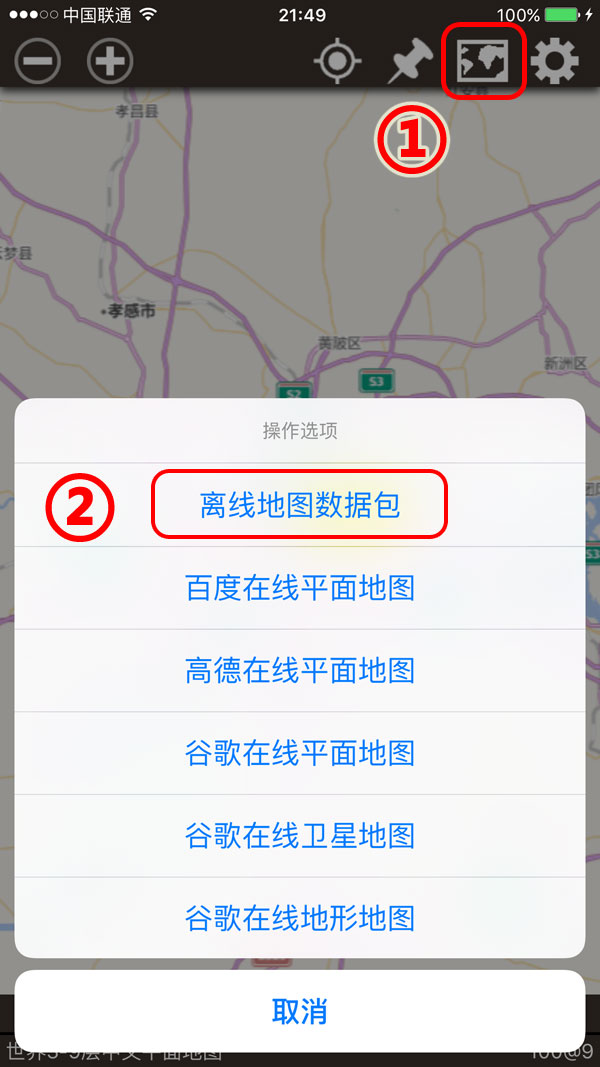 中国联通
21:49
100%
①
孝昌县
云梦县
孝感市
黄陂区
新洲区
S2
S3
操作选项
②
离线地图数据包
百度在线平面地图
高德在线平面地图
谷歌在线平面地图
谷歌在线卫星地图
谷歌在线地形地图
取消
世界3-9层中文平面地图
100@9